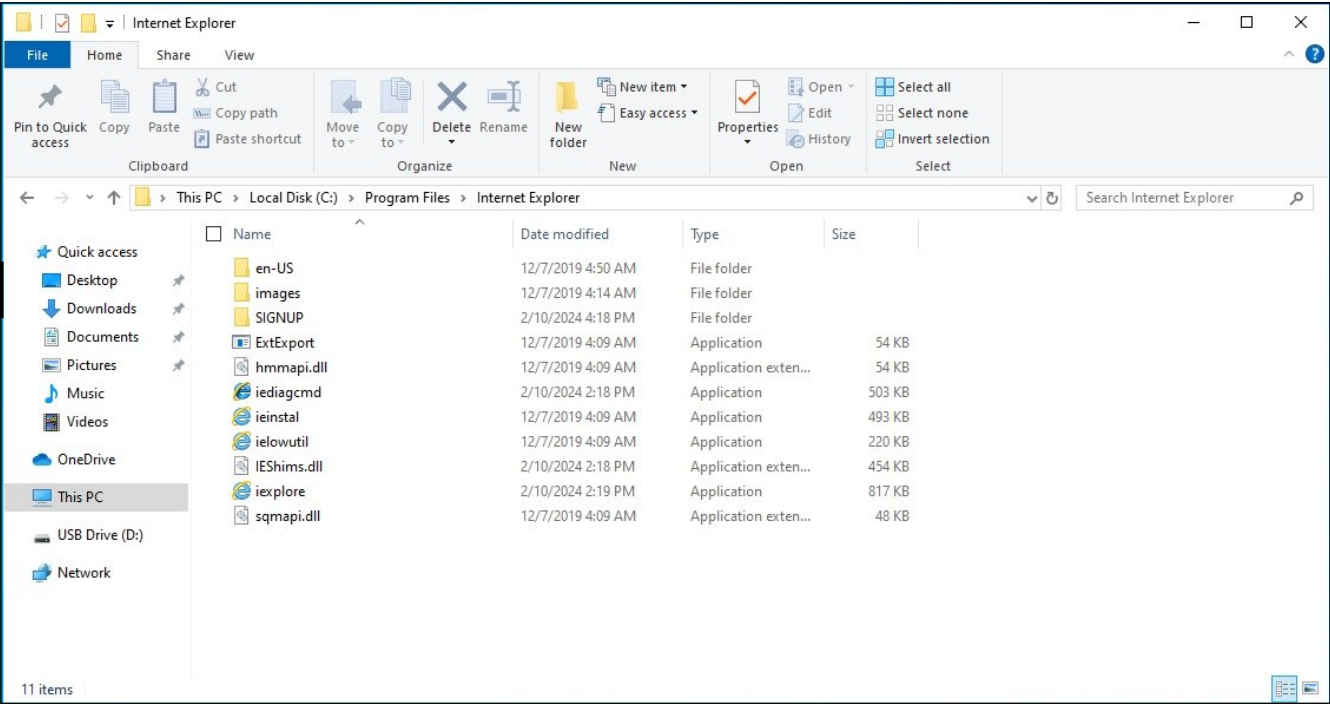 Internet Explorer
File Home Share View
Pin to Quick access
Copy
Paste
Cut
Copy path
Paste shortcut
Clipboard
Move to
Copy to
Delete
Rename
Organize
New folder
New item
Easy access
New
Properties
Open
Edit
History
Open
Select all
Select none
Invert selection
Select
This PC > Local Disk (C:) > Program Files > Internet Explorer
Search Internet Explorer
Quick access
Desktop
Downloads
Documents
Pictures
Music
Videos
OneDrive
This PC
USB Drive (D:)
Network
Name Date modified Type Size
en-US 12/7/2019 4:50 AM File folder
images 12/7/2019 4:14 AM File folder
SIGNUP 2/10/2024 4:18 PM File folder
ExtExport 12/7/2019 4:09 AM Application 54 KB
hmmapi.dll 12/7/2019 4:09 AM Application exten... 54 KB
iediagcmd 2/10/2024 2:18 PM Application 503 KB
ieinstal 12/7/2019 4:09 AM Application 493 KB
ielowutil 12/7/2019 4:09 AM Application 220 KB
IEShims.dll 2/10/2024 2:18 PM Application exten... 454 KB
iexplore 2/10/2024 2:19 PM Application 817 KB
sqmapi.dll 12/7/2019 4:09 AM Application exten... 48 KB
11 items